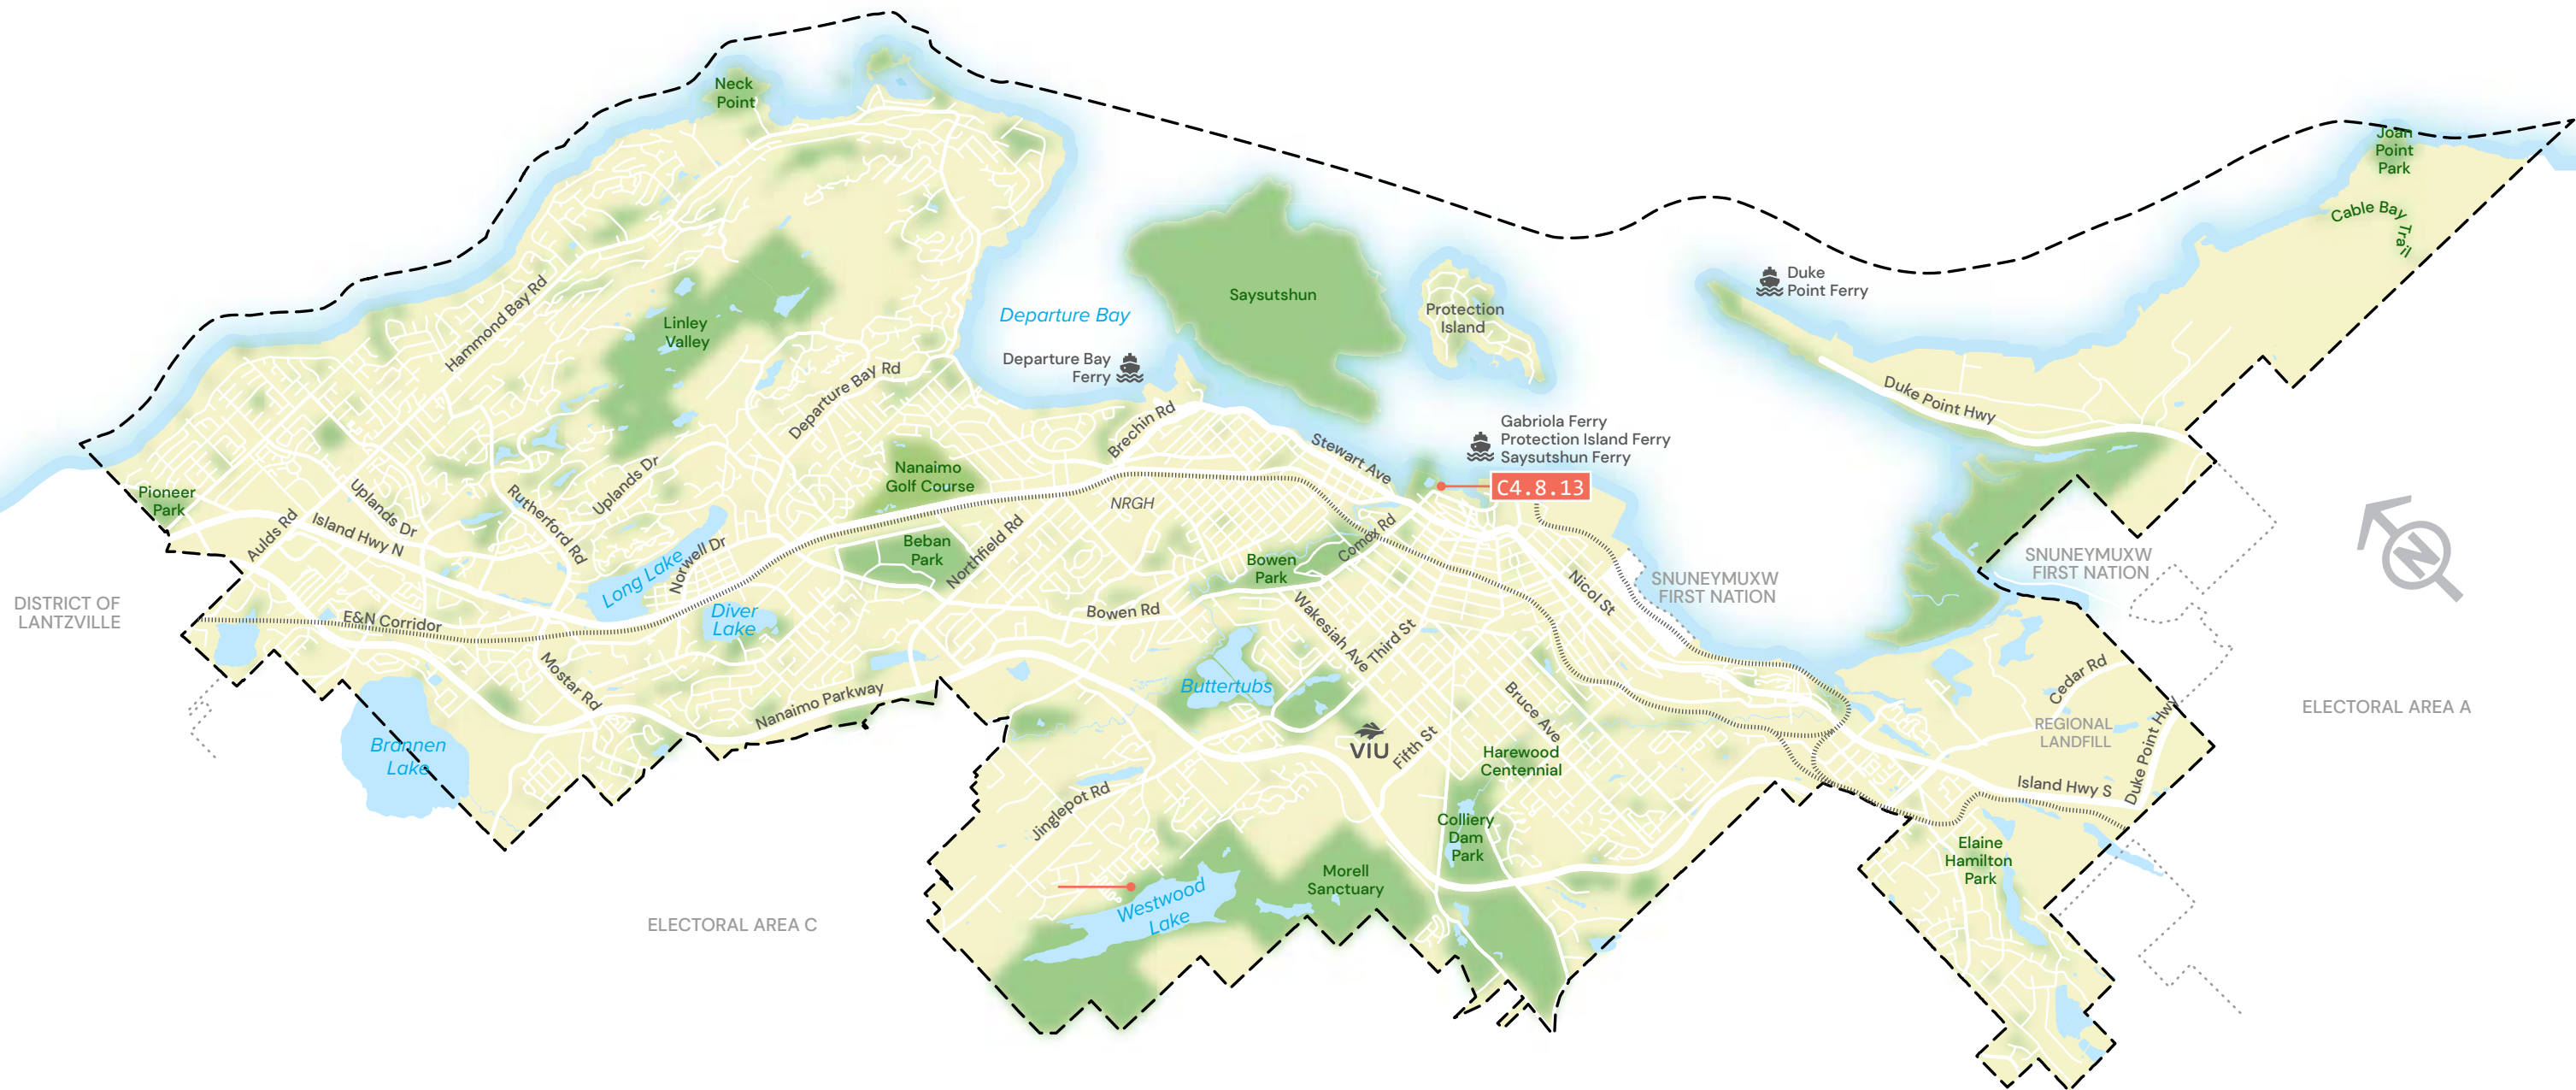 Neck
Point
Joan
Point
Park
Cable Bay Trail
Hammond Bay Rd
Linley
Valley
Departure Bay
Departure Bay
Ferry
Saysutshun
Protection
Island
Duke
Point Ferry
Duke Point Hwy
Departure Bay Rd
Brechin Rd
Stewart Ave
Gabriola Ferry
Protection Island Ferry
Saysutshun Ferry
C4.8.13
Nanaimo
Golf Course
NRGH
Pioneer
Park
Uplands Dr
Aulds Rd
Island Hwy N
Rutherford Rd
Uplands Dr
Long Lake
Norwell Dr
Beban
Park
Northfield Rd
Bowen
Park
Comox Rd
Nicol St
SNUNEYMUXW
FIRST NATION
SNUNEYMUXW
FIRST NATION
DISTRICT OF
LANTZVILLE
E&N Corridor
Diver
Lake
Bowen Rd
Wakesiah Ave
Third St
Mostar Rd
Nanaimo Parkway
Buttertubs
VIU
Fifth St
Bruce Ave
Harewood
Centennial
Cedar Rd
REGIONAL
LANDFILL
Duke Point Hwy
Island Hwy S
ELECTORAL AREA A
N
Brannen
Lake
Jinglepot Rd
Colliery
Dam
Park
Elaine
Hamilton
Park
Morell
Sanctuary
Westwood
Lake
ELECTORAL AREA C